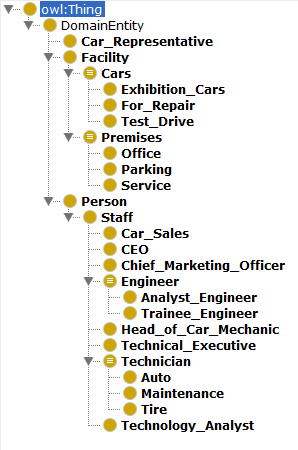 owl:Thing
DomainEntity
Car_Representative
Facility
Cars
Exhibition_Cars
For_Repair
Test_Drive
Premises
Office
Parking
Service
Person
Staff
Car_Sales
CEO
Chief_Marketing_Officer
Engineer
Analyst_Engineer
Trainee_Engineer
Head_of_Car_Mechanic
Technical_Executive
Technician
Auto
Maintenance
Tire
Technology_Analyst